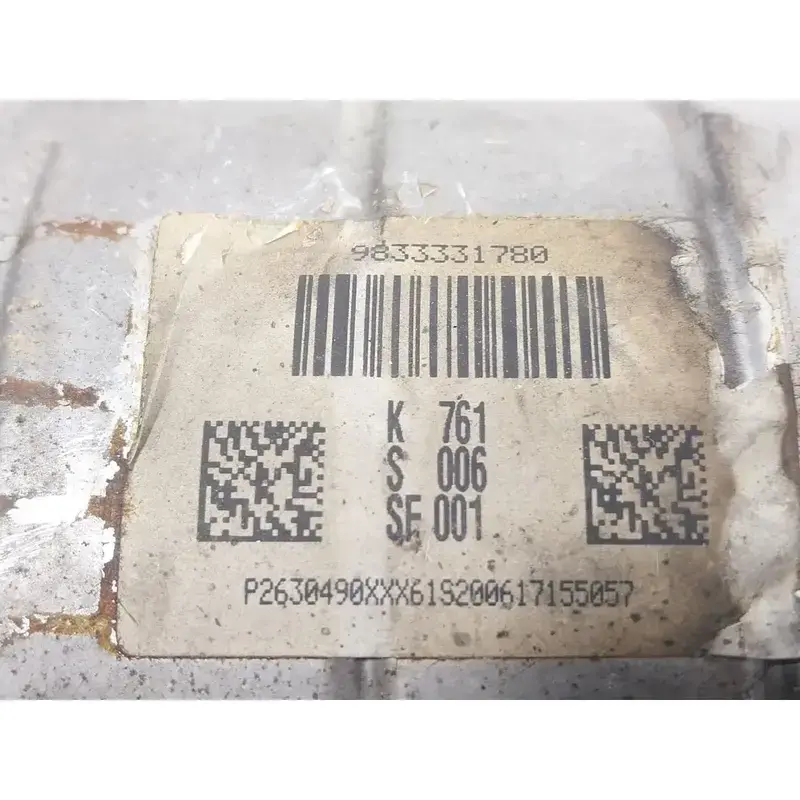 9833331780
K 761
S 006
SE 001
P2630490XXX61S200617155057